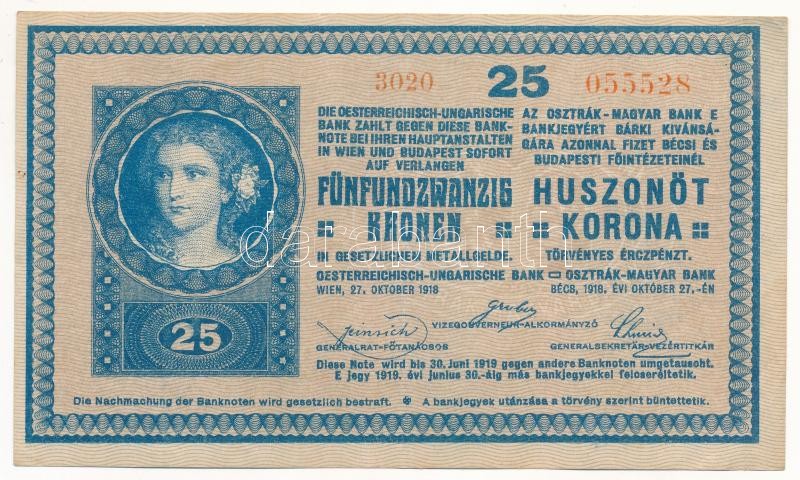 3020 25 055528
DIE OESTERREICHISCH-UNGARISCHE
BANK ZAHLT GEGEN DIESE BANK-
NOTE BEI IHREN HAUPTANSTALTEN
IN WIEN UND BUDAPEST SOFORT
AUF VERLANGEN
FÜNFUNDZWANZIG
KRONEN
IN GESETZLICHEM METALLGELDE.
AZ OSZTRÁK-MAGYAR BANK E
BANKJEGYÉRT BÁRKI KIVÁNSÁ-
GÁRA AZONNAL FIZET BÉCSI ÉS
BUDAPESTI FŐINTÉZETEINÉL
HUSZONÖT
KORONA
TÖRVÉNYES ÉRCZPÉNZT.
OESTERREICHISCH-UNGARISCHE BANK OSZTRÁK-MAGYAR BANK
WIEN, 27. OKTOBER 1918 BÉCS, 1918. ÉVI OKTÓBER 27.-ÉN
Gruber
VIZEGOUVERNEUR-ALKORMÁNYZÓ
GENERALRAT-FŐTANÁCSOS GENERALSEKRETÄR-VEZÉRTITKÁR
Diese Note wird bis 30. Juni 1919 gegen andere Banknoten umgetauscht.
E jegy 1919. évi junius 30.-áig más bankjegyekkel felcseréltetik.
25
Die Nachmachung der Banknoten wird gesetzlich bestraft. A bankjegyek utánzása a törvény szerint büntettetik.
darabanth